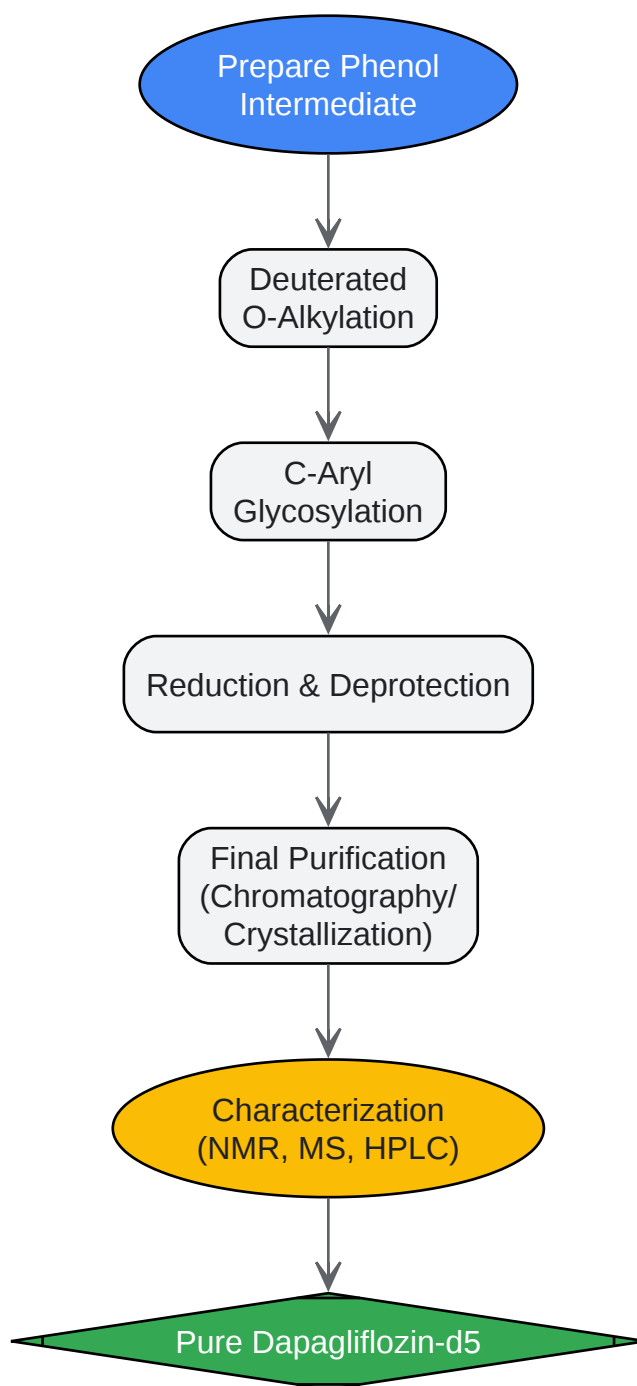 Prepare Phenol
Intermediate
Deuterated
O-Alkylation
C-Aryl
Glycosylation
Reduction & Deprotection
Final Purification
(Chromatography/
Crystallization)
Characterization
(NMR, MS, HPLC)
Pure Dapagliflozin-d5